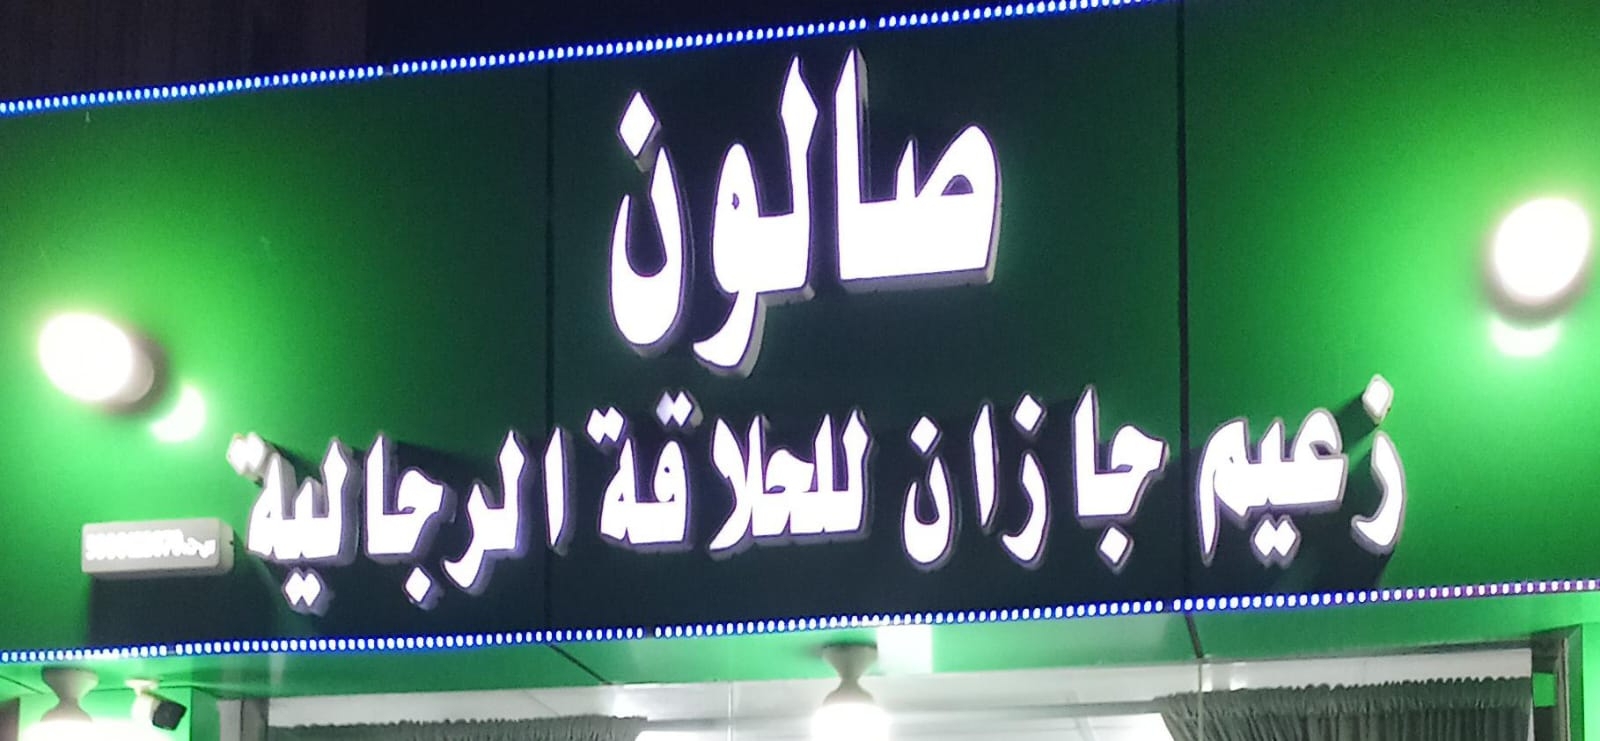 صالون
زعيم جازان للحلاقة الرجالية